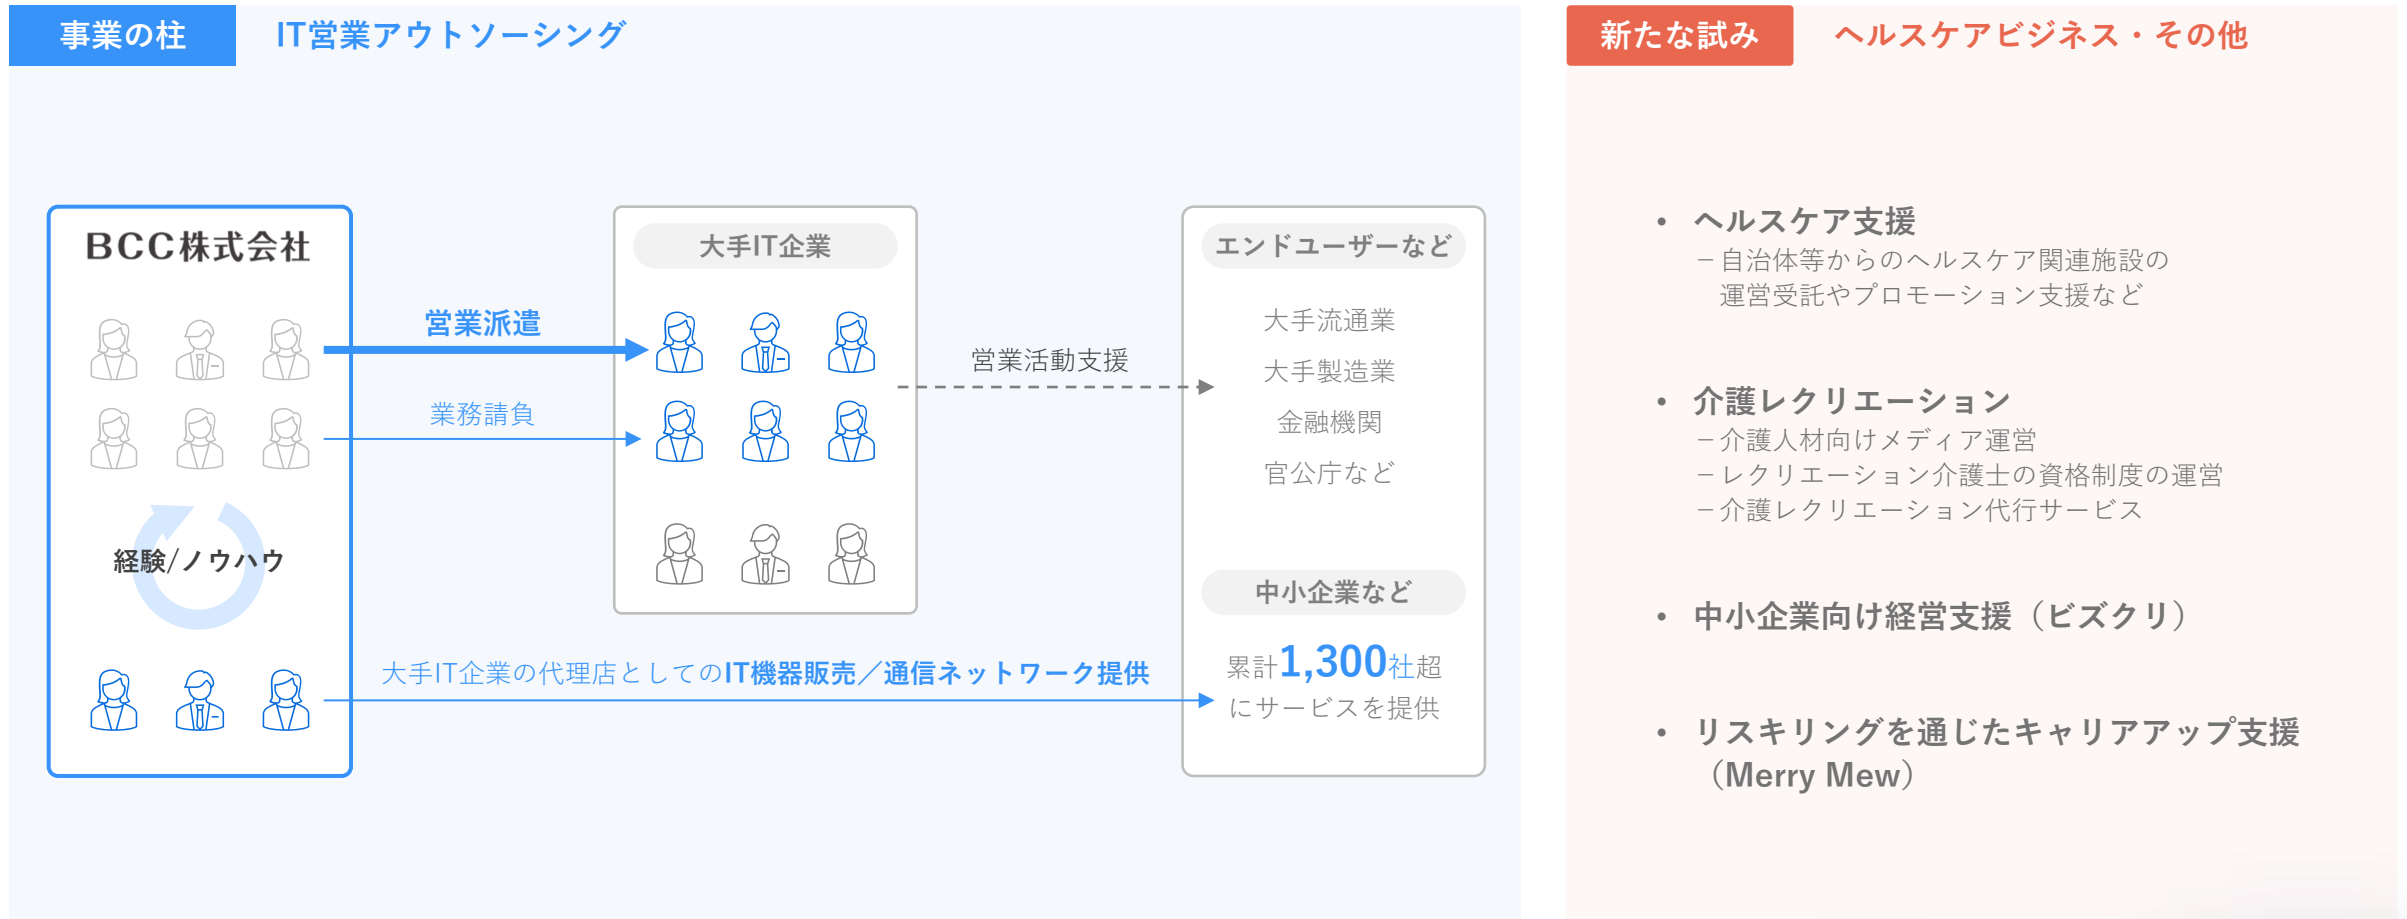 事業の柱
IT営業アウトソーシング
BCC株式会社
営業派遣
業務請負
経験/ノウハウ
大手IT企業
営業活動支援
エンドユーザーなど
大手流通業
大手製造業
金融機関
官公庁など
大手IT企業の代理店としてのIT機器販売／通信ネットワーク提供
中小企業など
累計1,300社超
にサービスを提供
新たな試み
ヘルスケアビジネス・その他
• ヘルスケア支援
－自治体等からのヘルスケア関連施設の
運営受託やプロモーション支援など
• 介護レクリエーション
－介護人材向けメディア運営
－レクリエーション介護士の資格制度の運営
－介護レクリエーション代行サービス
• 中小企業向け経営支援（ビズクリ）
• リスキリングを通じたキャリアアップ支援
（Merry Mew）